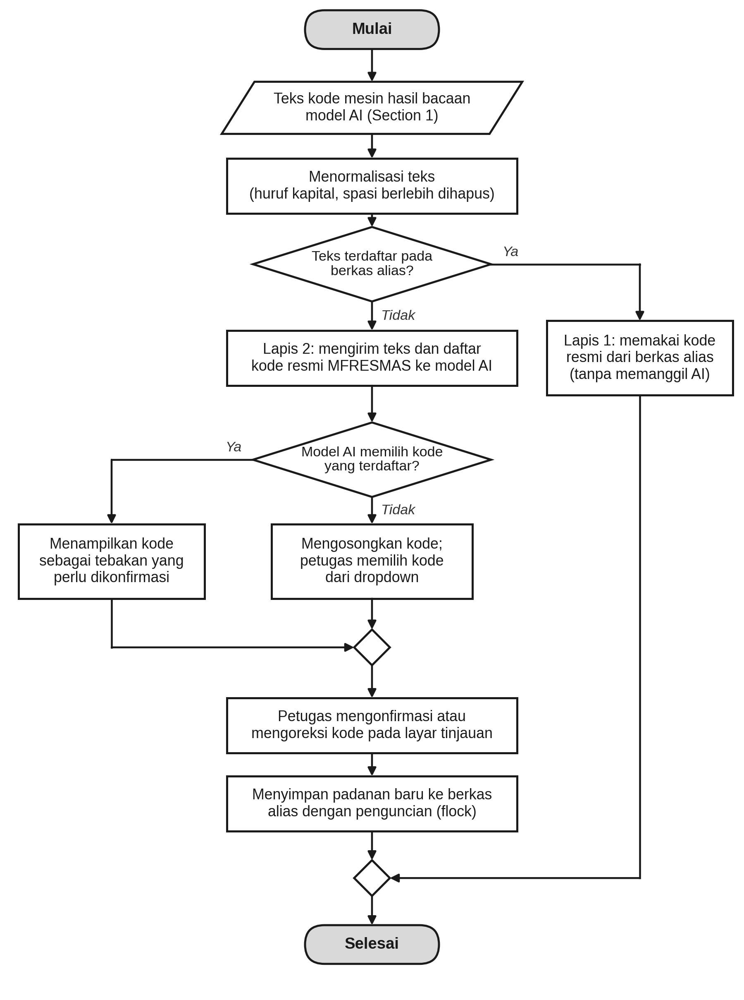 Mulai
Teks kode mesin hasil bacaan
model AI (Section 1)
Menormalisasi teks
(huruf kapital, spasi berlebih dihapus)
Teks terdaftar pada
berkas alias?
Ya
Tidak
Lapis 2: mengirim teks dan daftar
kode resmi MFRESMAS ke model AI
Lapis 1: memakai kode
resmi dari berkas alias
(tanpa memanggil AI)
Model AI memilih kode
yang terdaftar?
Ya
Tidak
Menampilkan kode
sebagai tebakan yang
perlu dikonfirmasi
Mengosongkan kode;
petugas memilih kode
dari dropdown
Petugas mengonfirmasi atau
mengoreksi kode pada layar tinjauan
Menyimpan padanan baru ke berkas
alias dengan penguncian (flock)
Selesai